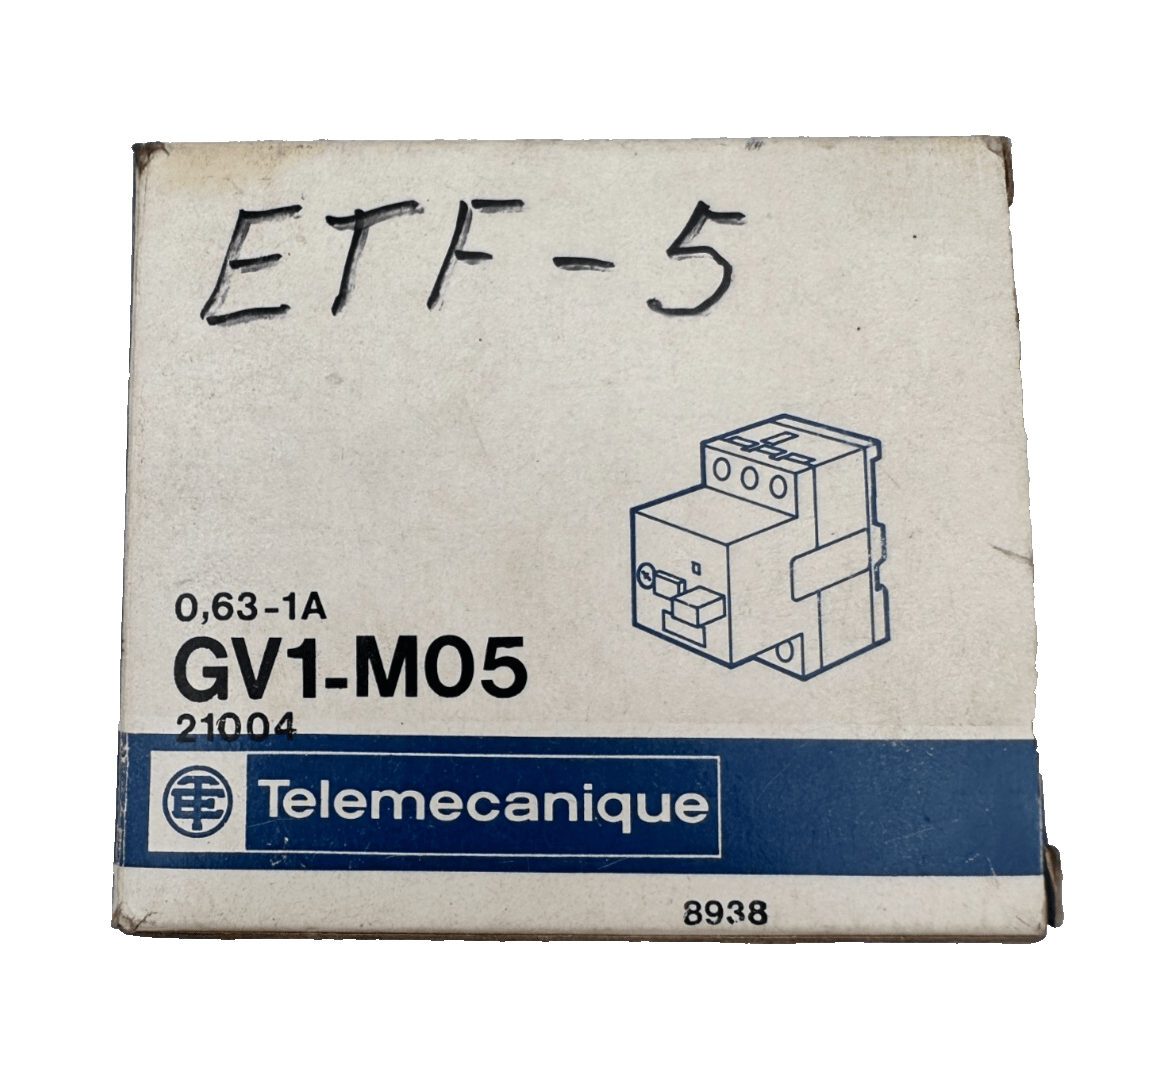 ETF-5
0,63-1A
GV1-M05
21004
Telemecanique
8938